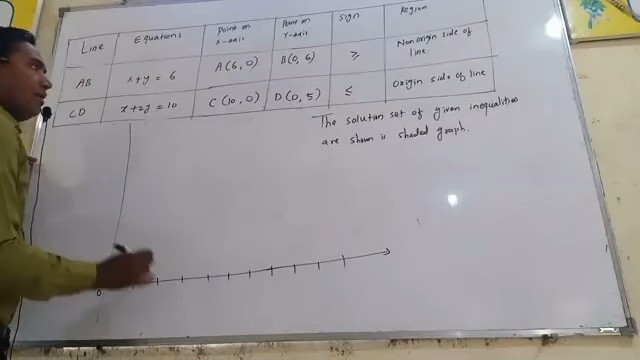 Line Equations Point on X-axis Point on Y-axis Sign Region
AB x+y = 6 A(6,0) B(0,6) ≥ Non origin side of line.
CD x+2y = 10 C(10,0) D(0,5) ≤ Origin side of line
The solution set of given inequalities
are shown is shaded graph.
0